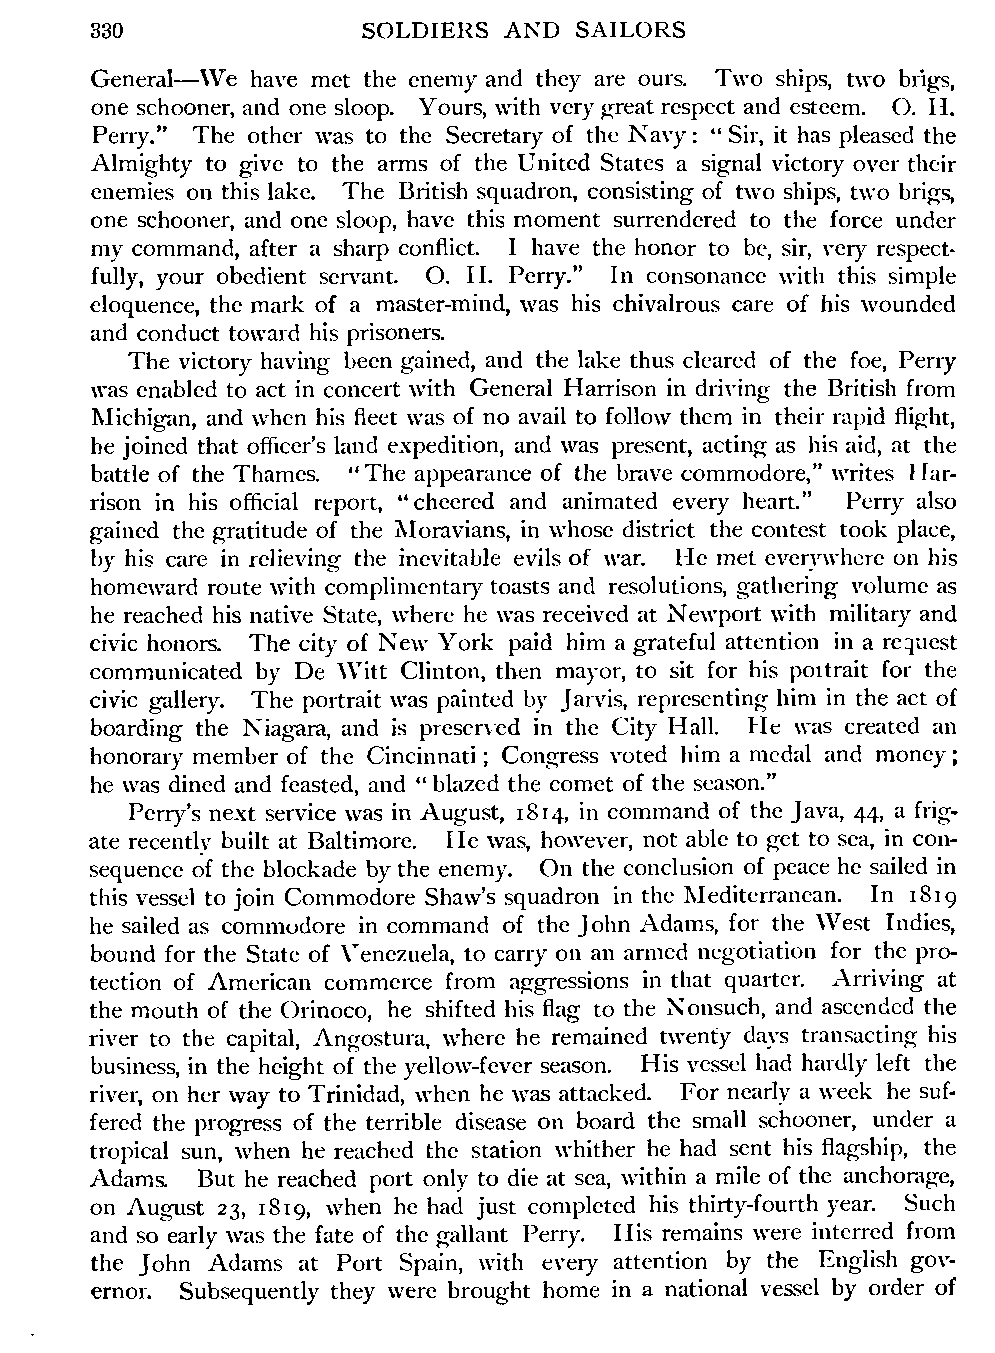 330 SOLDIERS AND SAILORS
General—We have met the enemy and they are ours. Two ships, two brigs,
one schooner, and one sloop. Yours, with very great respect and esteem. O. H.
Perry.” The other was to the Secretary of the Navy: “Sir, it has pleased the
Almighty to give to the arms of the United States a signal victory over their
enemies on this lake. The British squadron, consisting of two ships, two brigs,
one schooner, and one sloop, have this moment surrendered to the force under
my command, after a sharp conflict. I have the honor to be, sir, very respect-
fully, your obedient servant. O. H. Perry.” In consonance with this simple
eloquence, the mark of a master-mind, was his chivalrous care of his wounded
and conduct toward his prisoners.
The victory having been gained, and the lake thus cleared of the foe, Perry
was enabled to act in concert with General Harrison in driving the British from
Michigan, and when his fleet was of no avail to follow them in their rapid flight,
he joined that officer’s land expedition, and was present, acting as his aid, at the
battle of the Thames. “The appearance of the brave commodore,” writes Har-
rison in his official report, “cheered and animated every heart.” Perry also
gained the gratitude of the Moravians, in whose district the contest took place,
by his care in relieving the inevitable evils of war. He met everywhere on his
homeward route with complimentary toasts and resolutions, gathering volume as
he reached his native State, where he was received at Newport with military and
civic honors. The city of New York paid him a grateful attention in a request
communicated by De Witt Clinton, then mayor, to sit for his portrait for the
civic gallery. The portrait was painted by Jarvis, representing him in the act of
boarding the Niagara, and is preserved in the City Hall. He was created an
honorary member of the Cincinnati; Congress voted him a medal and money;
he was dined and feasted, and “blazed the comet of the season.”
Perry’s next service was in August, 1814, in command of the Java, 44, a frig-
ate recently built at Baltimore. He was, however, not able to get to sea, in con-
sequence of the blockade by the enemy. On the conclusion of peace he sailed in
this vessel to join Commodore Shaw’s squadron in the Mediterranean. In 1819
he sailed as commodore in command of the John Adams, for the West Indies,
bound for the State of Venezuela, to carry on an armed negotiation for the pro-
tection of American commerce from aggressions in that quarter. Arriving at
the mouth of the Orinoco, he shifted his flag to the Nonsuch, and ascended the
river to the capital, Angostura, where he remained twenty days transacting his
business, in the height of the yellow-fever season. His vessel had hardly left the
river, on her way to Trinidad, when he was attacked. For nearly a week he suf-
fered the progress of the terrible disease on board the small schooner, under a
tropical sun, when he reached the station whither he had sent his flagship, the
Adams. But he reached port only to die at sea, within a mile of the anchorage,
on August 23, 1819, when he had just completed his thirty-fourth year. Such
and so early was the fate of the gallant Perry. His remains were interred from
the John Adams at Port Spain, with every attention by the English gov-
ernor. Subsequently they were brought home in a national vessel by order of